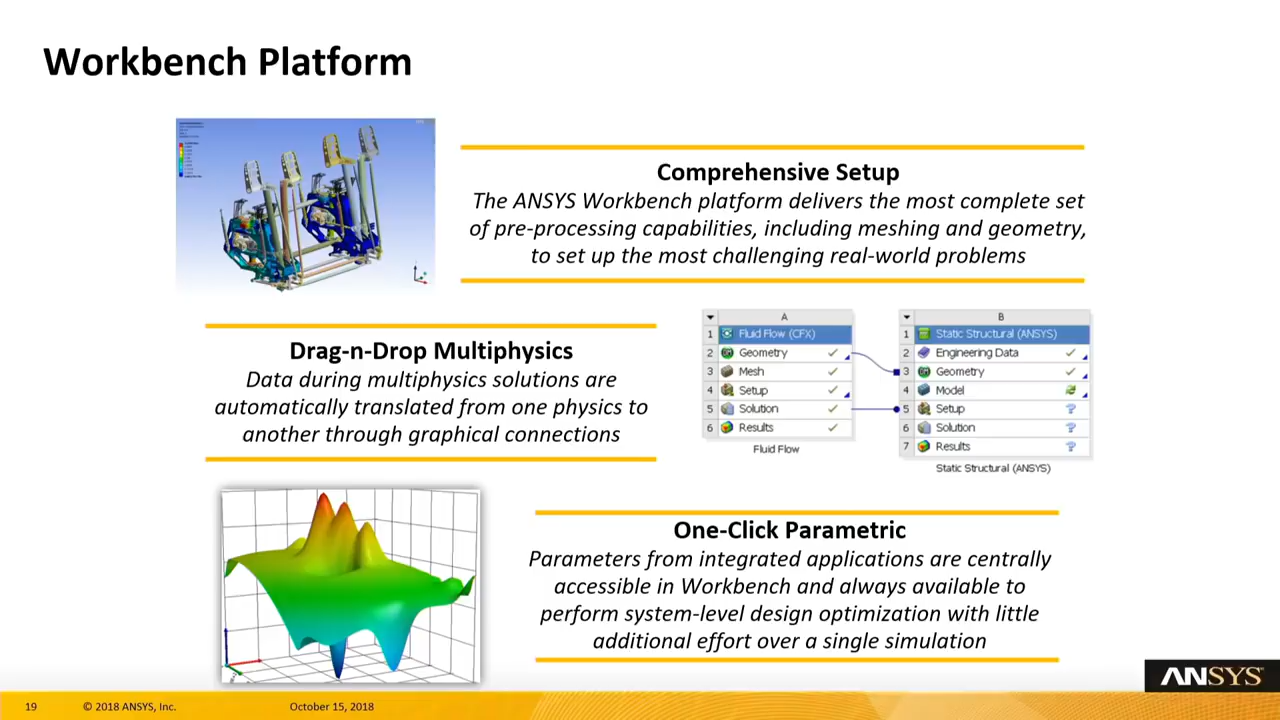 Workbench Platform
Comprehensive Setup
The ANSYS Workbench platform delivers the most complete set
of pre-processing capabilities, including meshing and geometry,
to set up the most challenging real-world problems
Drag-n-Drop Multiphysics
Data during multiphysics solutions are
automatically translated from one physics to
another through graphical connections
A
1 Fluid Flow (CFX)
2 Geometry
3 Mesh
4 Setup
5 Solution
6 Results
Fluid Flow
B
1 Static Structural (ANSYS)
2 Engineering Data
3 Geometry
4 Model
5 Setup
6 Solution
7 Results
Static Structural (ANSYS)
One-Click Parametric
Parameters from integrated applications are centrally
accessible in Workbench and always available to
perform system-level design optimization with little
additional effort over a single simulation
ANSYS
19 © 2018 ANSYS, Inc. October 15, 2018